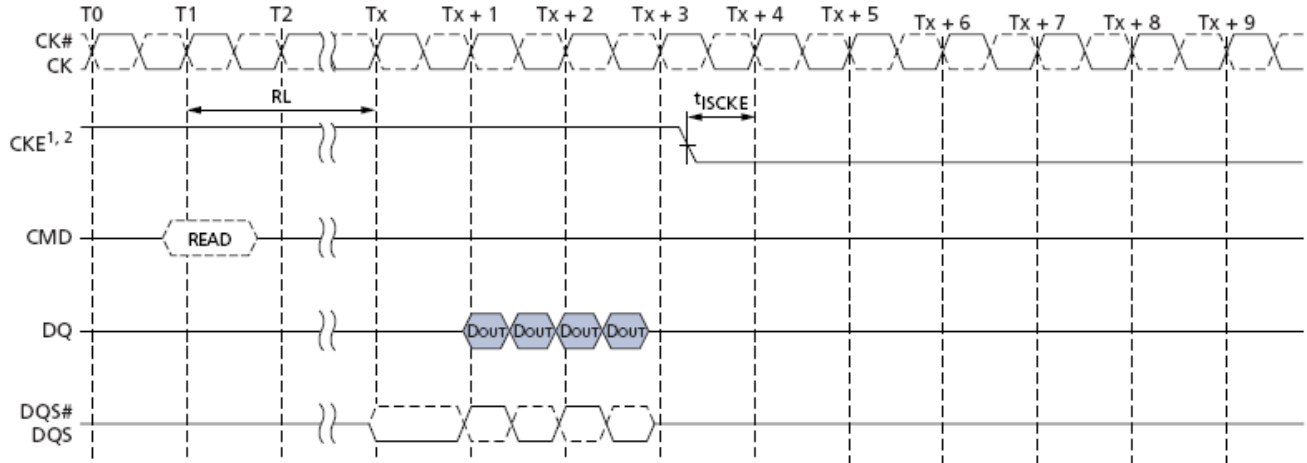 T0 T1 T2 Tx Tx + 1 Tx + 2 Tx + 3 Tx + 4 Tx + 5 Tx + 6 Tx + 7 Tx + 8 Tx + 9
CK#
CK
RL
tISCKE
CKE1, 2
CMD READ
DQ DOUT DOUT DOUT DOUT
DQS#
DQS